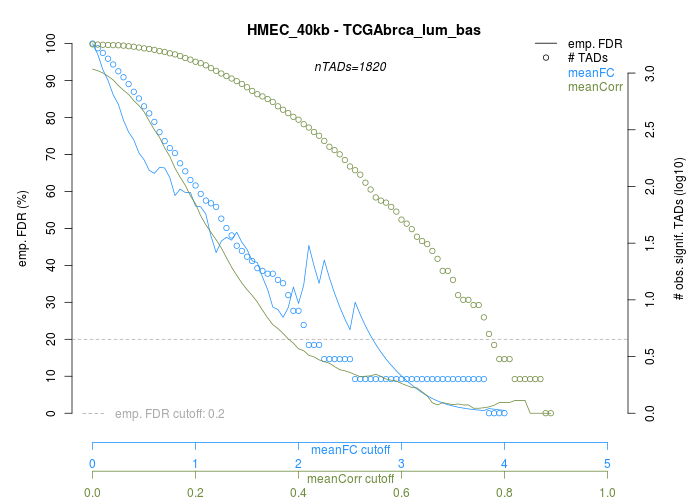 HMEC_40kb - TCGAbrca_lum_bas
nTADs=1820
emp. FDR
# TADs
meanFC
meanCorr
emp. FDR (%)
100
90
80
70
60
50
40
30
20
10
0
# obs. signif. TADs (log10)
3.0
2.5
2.0
1.5
1.0
0.5
0.0
emp. FDR cutoff: 0.2
meanFC cutoff
0 1 2 3 4 5
meanCorr cutoff
0.0 0.2 0.4 0.6 0.8 1.0